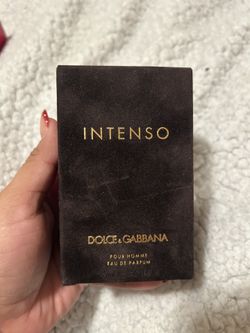 INTENSO
DOLCE & GABBANA
POUR HOMME
EAU DE PARFUM